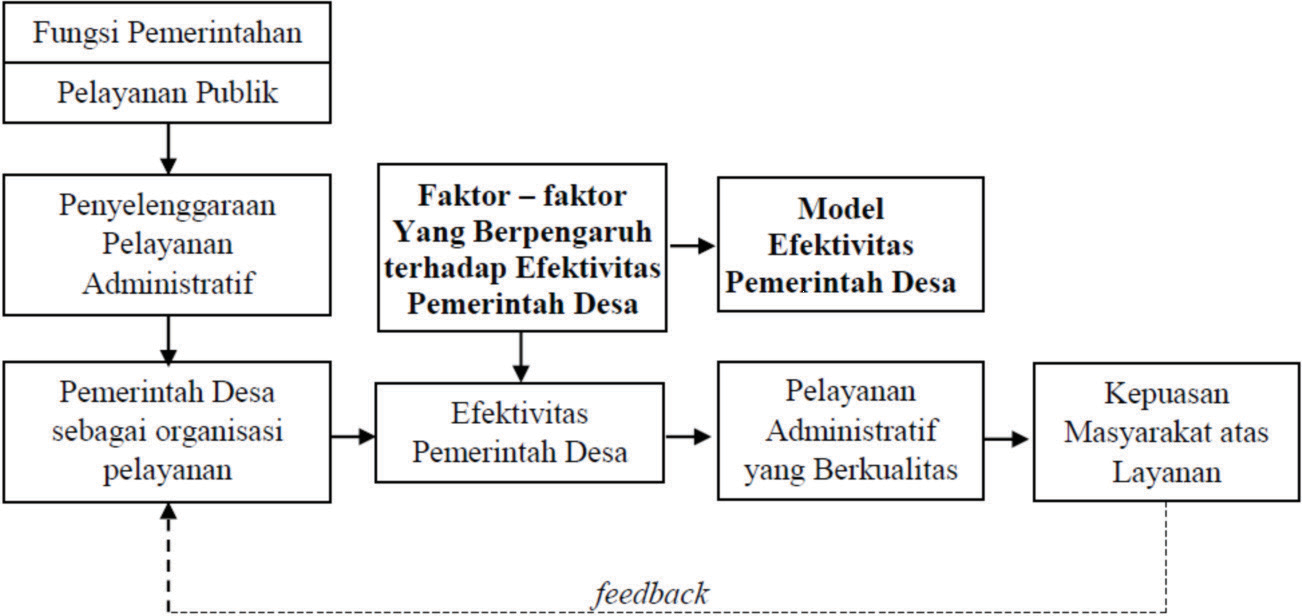 Fungsi Pemerintahan
Pelayanan Publik
Penyelenggaraan
Pelayanan
Administratif
Faktor – faktor
Yang Berpengaruh
terhadap Efektivitas
Pemerintah Desa
Model
Efektivitas
Pemerintah Desa
Pemerintah Desa
sebagai organisasi
pelayanan
Efektivitas
Pemerintah Desa
Pelayanan
Administratif
yang Berkualitas
Kepuasan
Masyarakat atas
Layanan
feedback